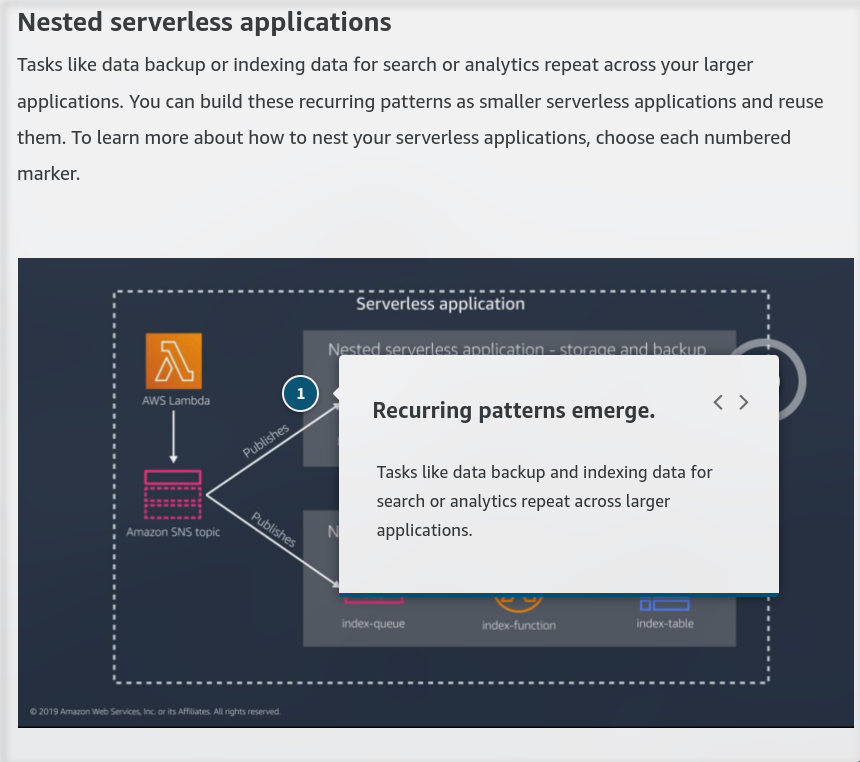 Nested serverless applications
Tasks like data backup or indexing data for search or analytics repeat across your larger
applications. You can build these recurring patterns as smaller serverless applications and reuse
them. To learn more about how to nest your serverless applications, choose each numbered
marker.
Serverless application
Nested serverless application - storage and backup
AWS Lambda
1
Recurring patterns emerge.
Publishes
Tasks like data backup and indexing data for
search or analytics repeat across larger
applications.
Publishes
Amazon SNS topic
N
index-queue
index-function
index-table
© 2019 Amazon Web Services, Inc. or its Affiliates. All rights reserved.